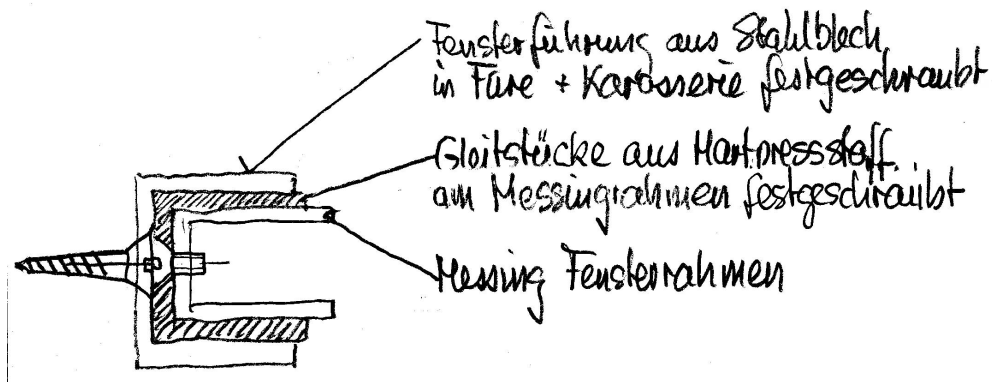 Fensterführung aus Stahlblech
in Türe + Karosserie festgeschraubt
Gleitstücke aus Hartpressstoff
am Messingrahmen festgeschraubt
Messing Fensterrahmen